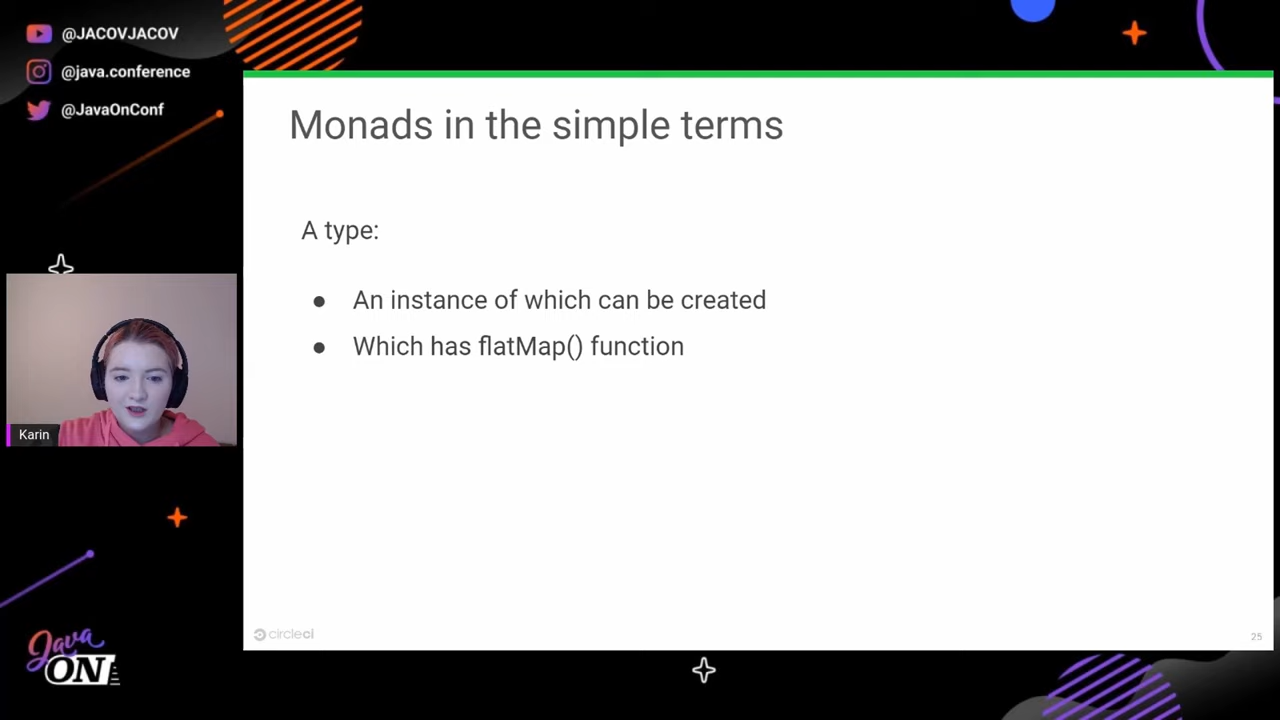 @JACOVJACOV
@java.conference
@JavaOnConf
Monads in the simple terms
A type:
● An instance of which can be created
● Which has flatMap() function
Karin
circleci
25
Java
ON